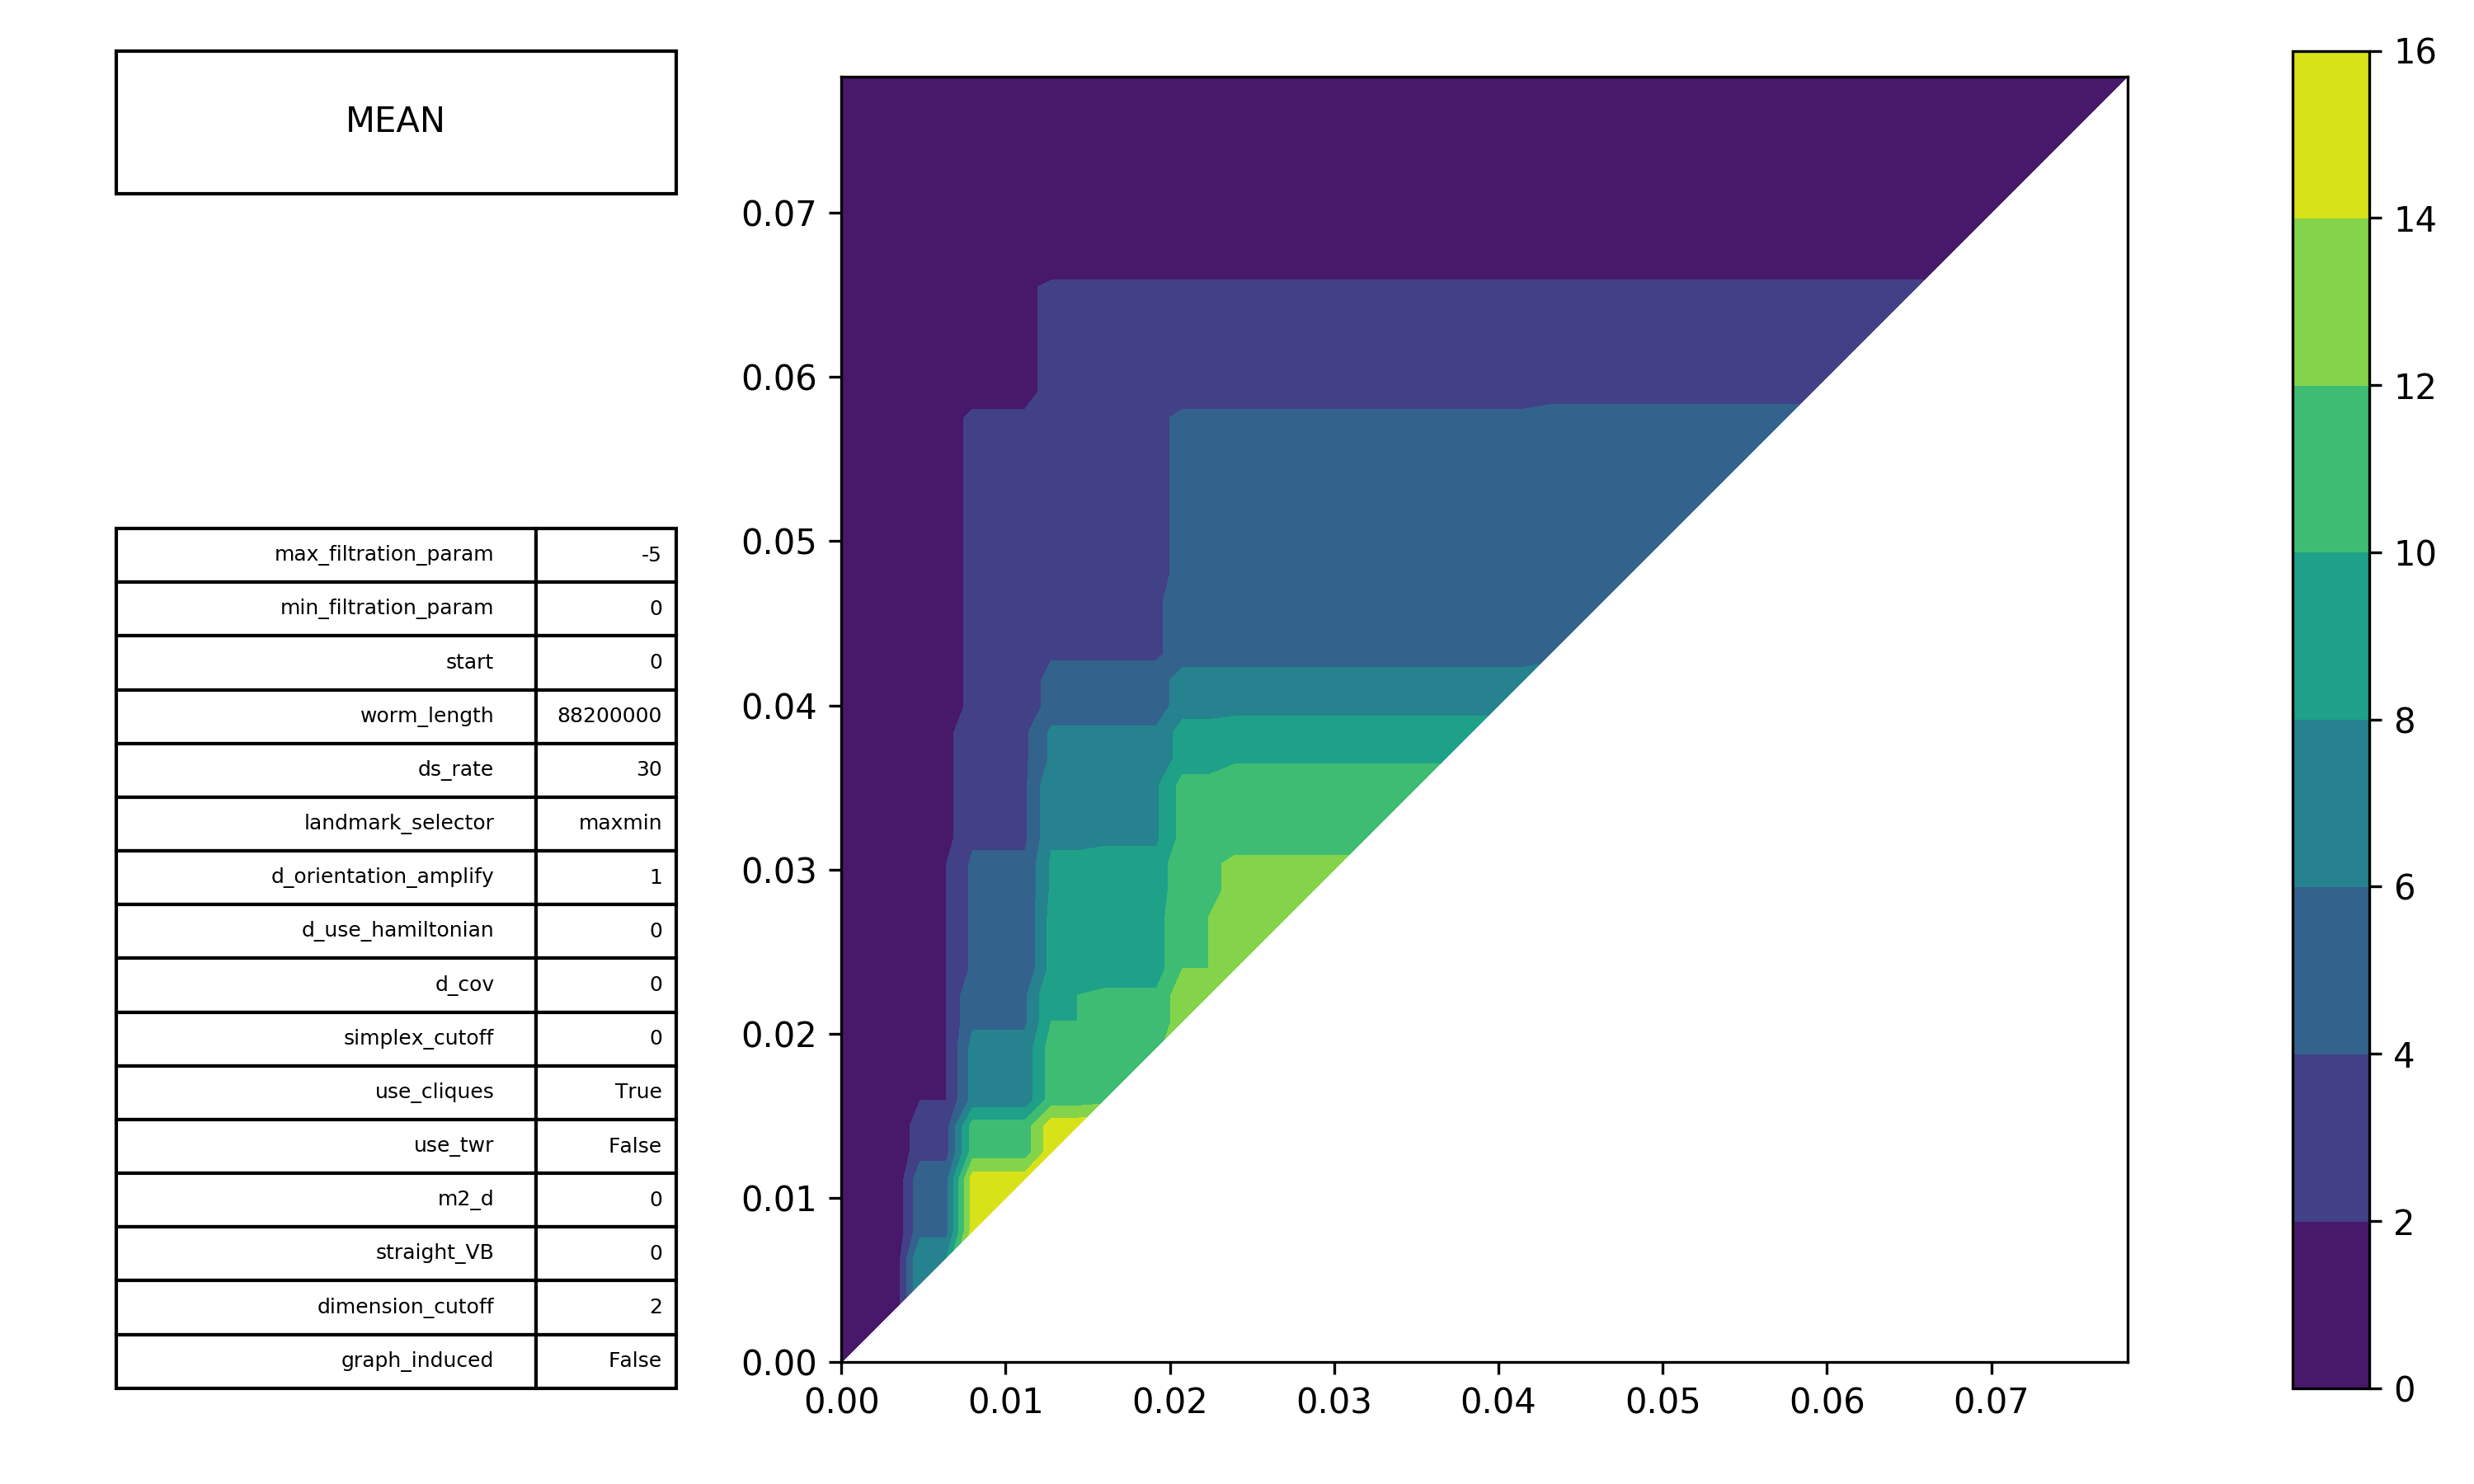 MEAN
max_filtration_param -5
min_filtration_param 0
start 0
worm_length 88200000
ds_rate 30
landmark_selector maxmin
d_orientation_amplify 1
d_use_hamiltonian 0
d_cov 0
simplex_cutoff 0
use_cliques True
use_twr False
m2_d 0
straight_VB 0
dimension_cutoff 2
graph_induced False
0.07
0.06
0.05
0.04
0.03
0.02
0.01
0.00
0.00 0.01 0.02 0.03 0.04 0.05 0.06 0.07
16
14
12
10
8
6
4
2
0